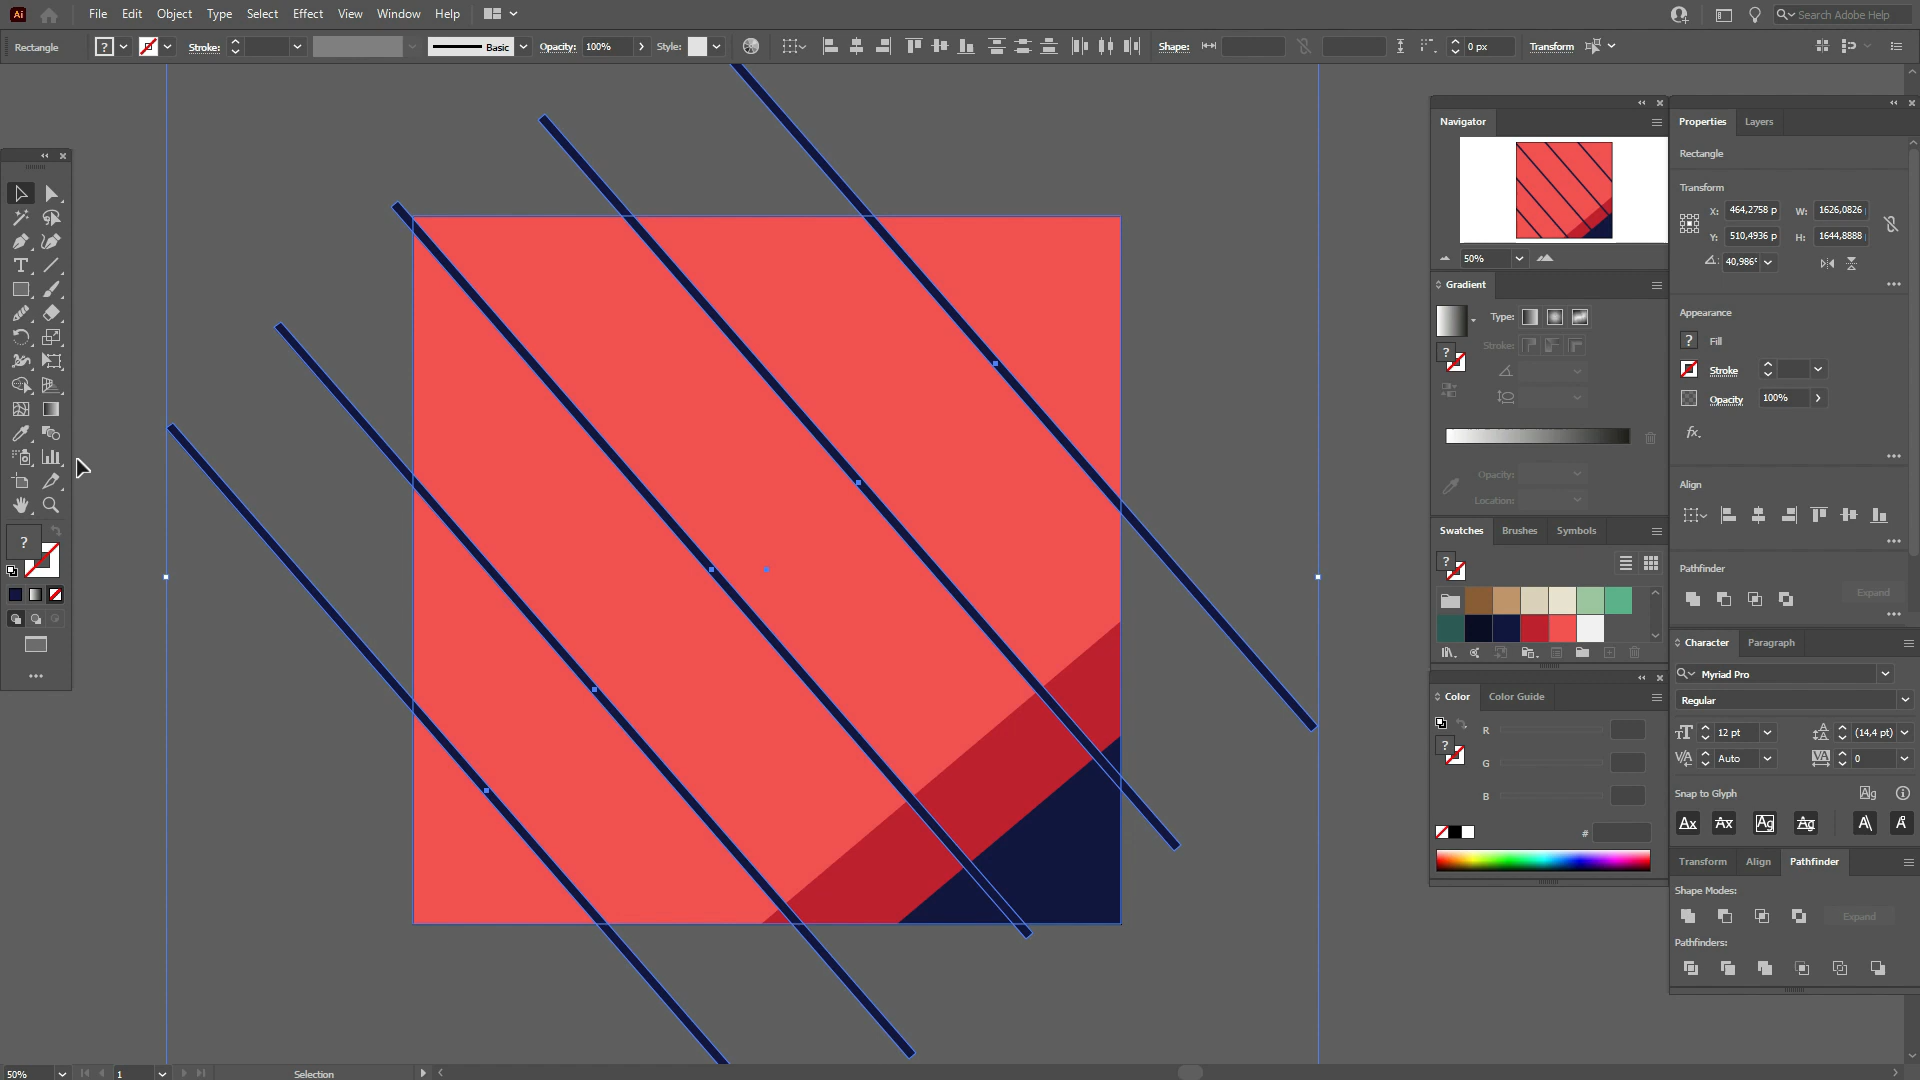 Ai File Edit Object Type Select Effect View Window Help Search Adobe Help
Rectangle ? Stroke: Basic Opacity: 100% Style: Shape: 0 px Transform
Navigator
50%
Gradient
Type:
Stroke:
?
Opacity:
Location:
Swatches Brushes Symbols
?
Color Color Guide
R
?
G
B
#
Properties Layers
Rectangle
Transform
X: 464,2758 p W: 1626,0826
Y: 510,4936 p H: 1644,8888
40,986°
Appearance
? Fill
Stroke
Opacity 100%
fx.
Align
Pathfinder
Expand
Character Paragraph
Myriad Pro
Regular
12 pt (14,4 pt)
Auto 0
Snap to Glyph
Transform Align Pathfinder
Shape Modes:
Expand
Pathfinders:
?
50% 1 Selection